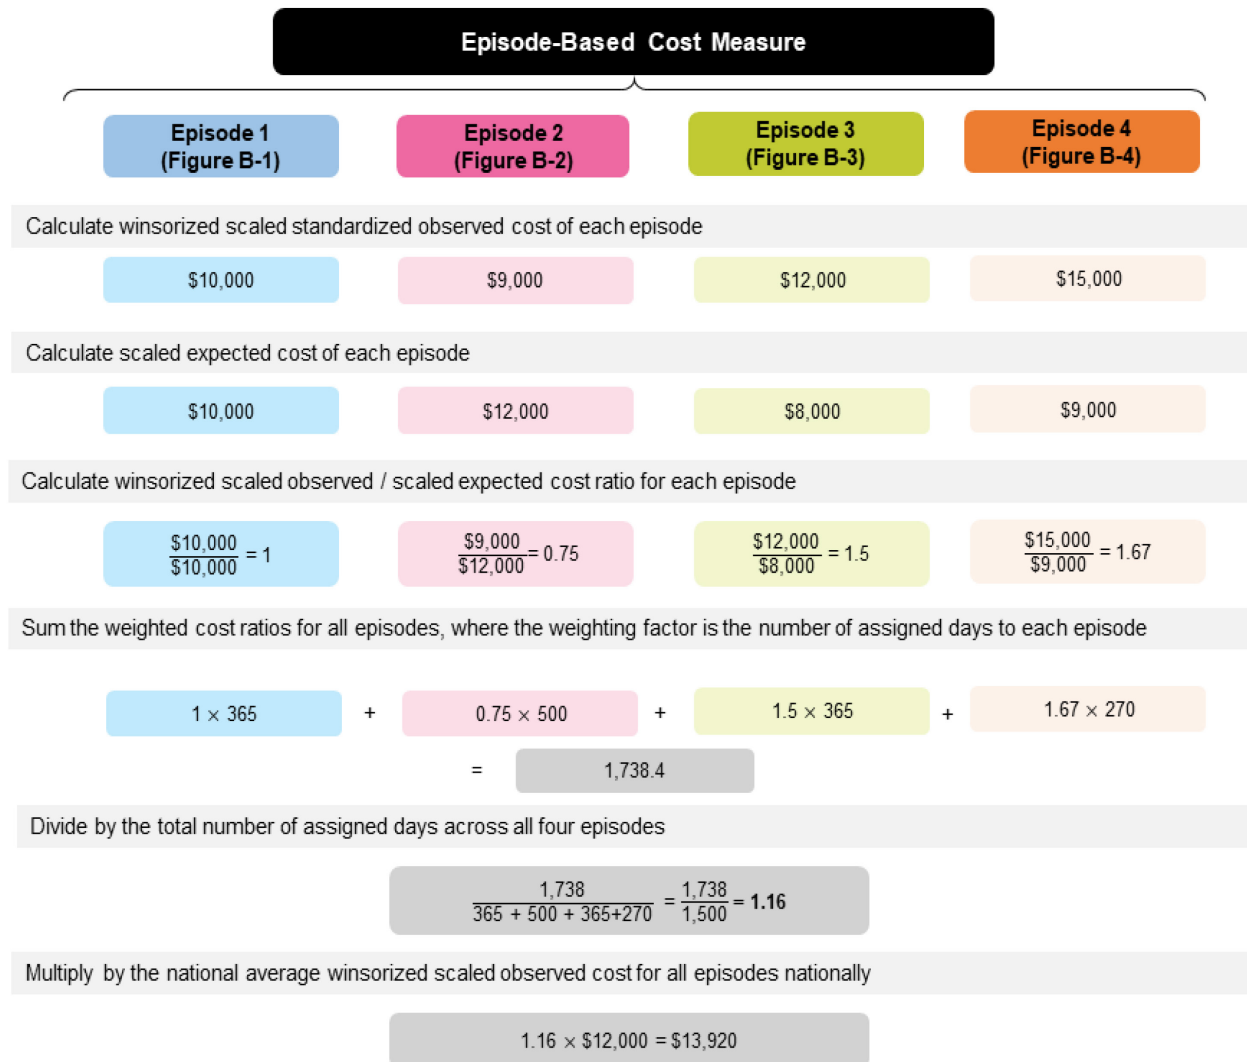 Episode-Based Cost Measure
Episode 1
(Figure B-1)
Episode 2
(Figure B-2)
Episode 3
(Figure B-3)
Episode 4
(Figure B-4)
Calculate winsorized scaled standardized observed cost of each episode
$10,000
$9,000
$12,000
$15,000
Calculate scaled expected cost of each episode
$10,000
$12,000
$8,000
$9,000
Calculate winsorized scaled observed / scaled expected cost ratio for each episode
$10,000
$10,000
= 1
$9,000
$12,000
= 0.75
$12,000
$8,000
= 1.5
$15,000
$9,000
= 1.67
Sum the weighted cost ratios for all episodes, where the weighting factor is the number of assigned days to each episode
1 × 365 + 0.75 × 500 + 1.5 × 365 + 1.67 × 270
= 1,738.4
Divide by the total number of assigned days across all four episodes
1,738
365 + 500 + 365+270
=
1,738
1,500
= 1.16
Multiply by the national average winsorized scaled observed cost for all episodes nationally
1.16 × $12,000 = $13,920